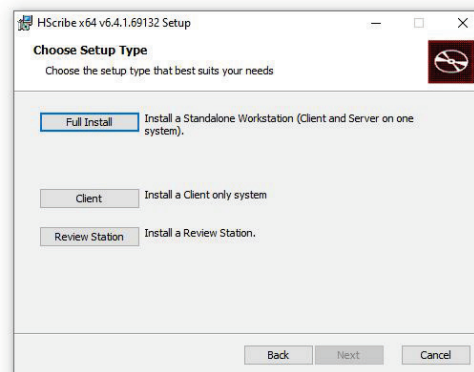 HScribe x64 v6.4.1.69132 Setup
Choose Setup Type
Choose the setup type that best suits your needs
Full Install
Install a Standalone Workstation (Client and Server on one
system).
Client
Install a Client only system
Review Station
Install a Review Station.
Back
Next
Cancel